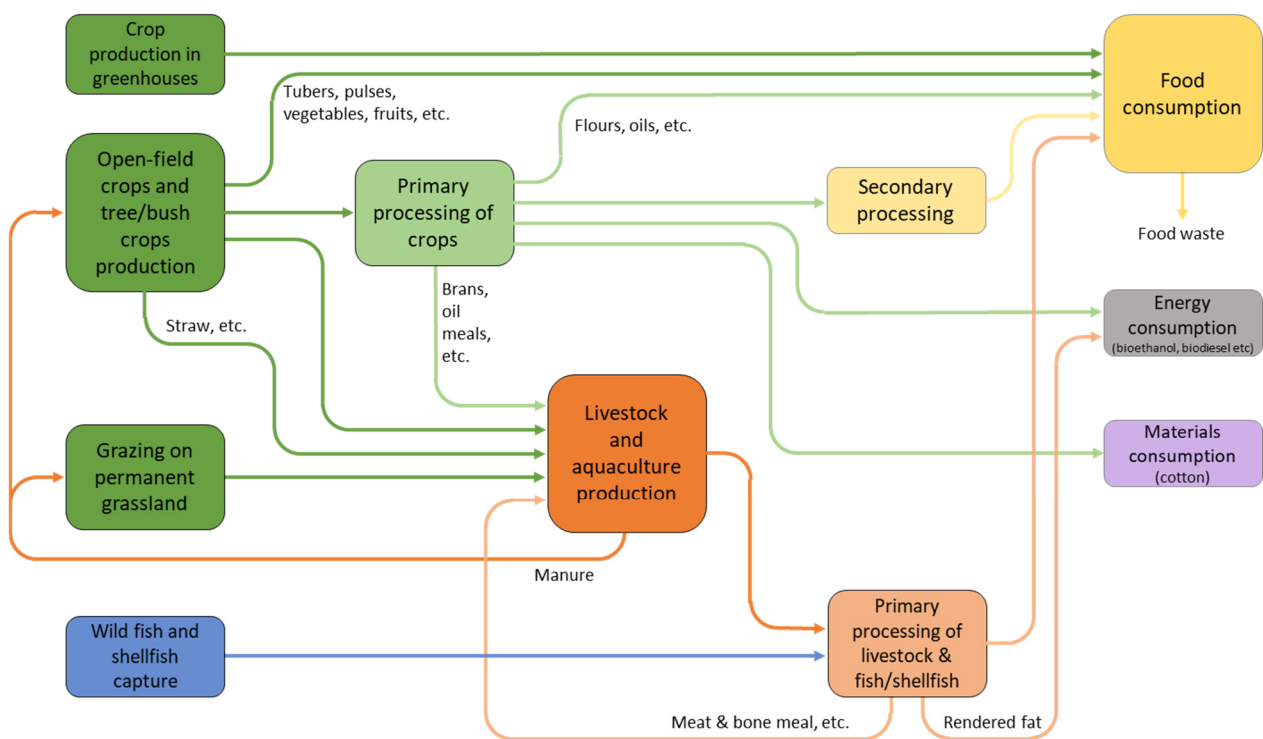 Crop
production in
greenhouses
Tubers, pulses,
vegetables, fruits, etc.
Flours, oils, etc.
Food
consumption
Open-field
crops and
tree/bush
crops
production
Primary
processing of
crops
Secondary
processing
Food waste
Straw, etc.
Brans,
oil
meals,
etc.
Energy
consumption
(bioethanol, biodiesel etc)
Grazing on
permanent
grassland
Livestock
and
aquaculture
production
Materials
consumption
(cotton)
Manure
Wild fish and
shellfish
capture
Primary
processing of
livestock &
fish/shellfish
Meat & bone meal, etc.
Rendered fat